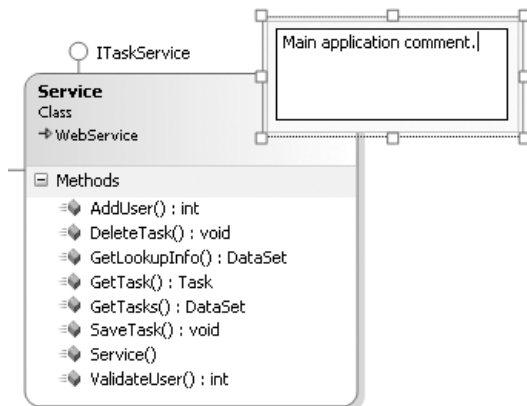 Main application comment.
ITaskService
Service
Class
WebService
Methods
AddUser() : int
DeleteTask() : void
GetLookupInfo() : DataSet
GetTask() : Task
GetTasks() : DataSet
SaveTask() : void
Service()
ValidateUser() : int